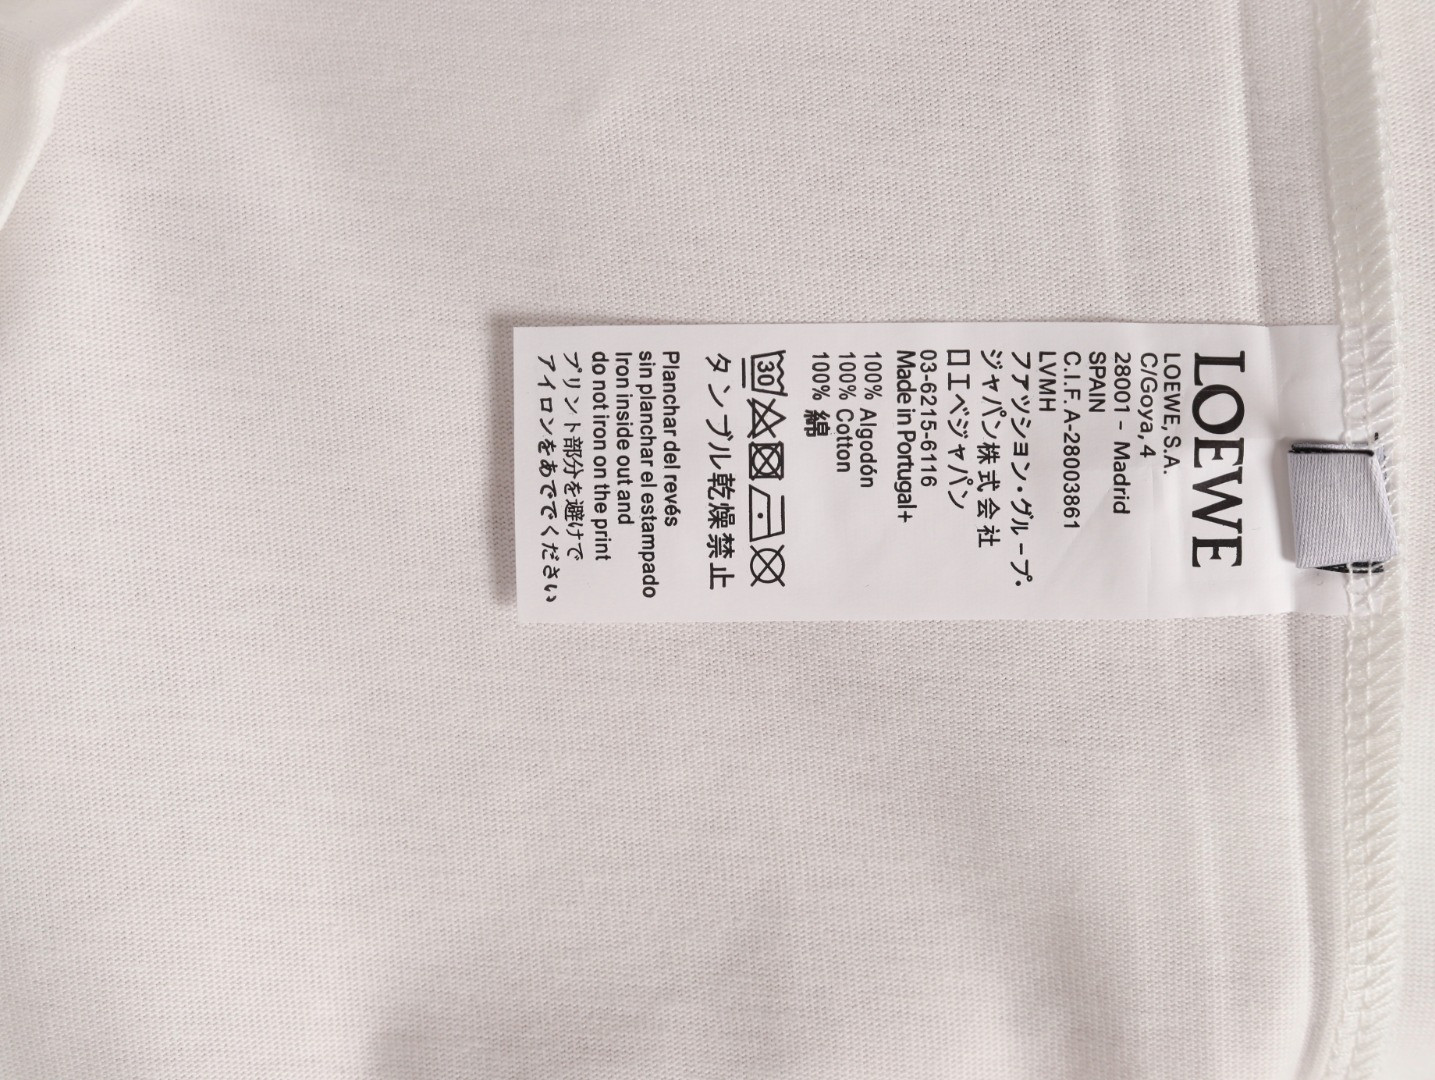 LOEWE
LOEWE, S.A.
C/Goya, 4
28001 - Madrid
SPAIN
C.I.F. A-28003861
LVMH
ファッション・グループ・
ジャパン株式会社
ロエベジャパン
03-6215-6116
Made in Portugal+
100% Algodón
100% Cotton
100% 綿
30
タンブル乾燥禁止
Planchar del revés
sin planchar el estampado
Iron inside out and
do not iron on the print
プリント部分を避けて
アイロンをあででください